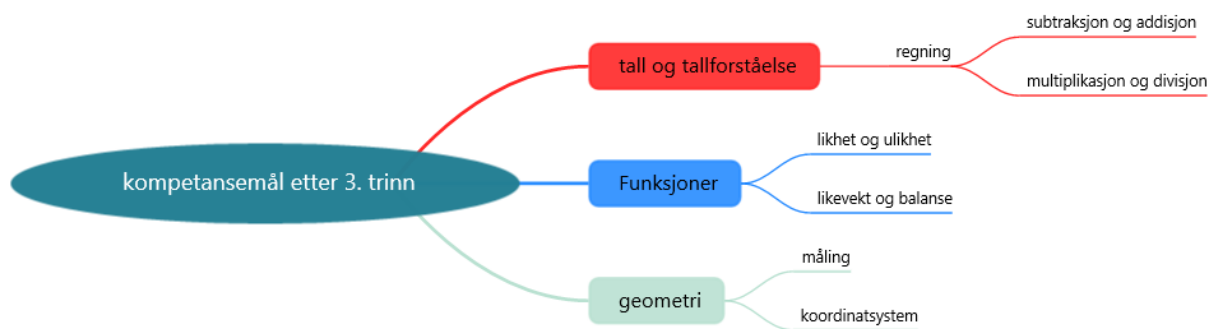 kompetansemål etter 3. trinn
tall og tallforståelse
regning
subtraksjon og addisjon
multiplikasjon og divisjon
Funksjoner
likhet og ulikhet
likevekt og balanse
geometri
måling
koordinatsystem